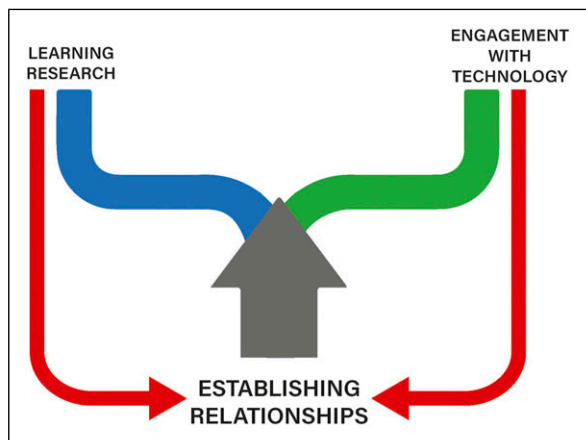 LEARNING
RESEARCH
ENGAGEMENT
WITH
TECHNOLOGY
ESTABLISHING
RELATIONSHIPS